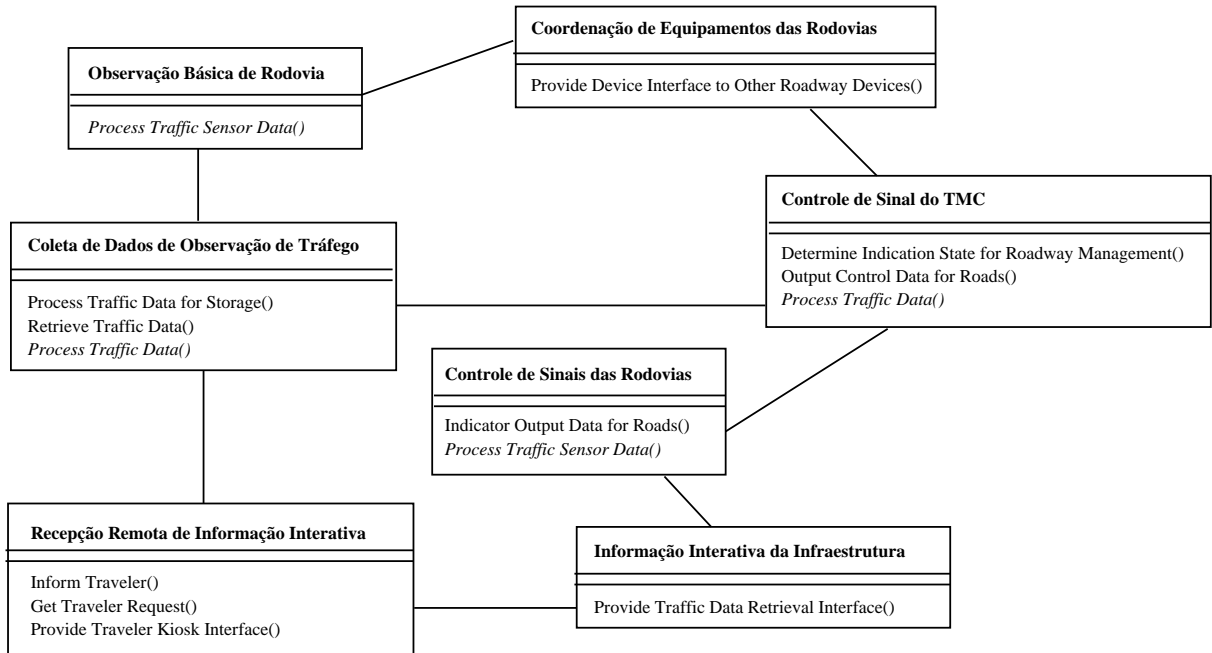 Coordenação de Equipamentos das Rodovias
Provide Device Interface to Other Roadway Devices()
Observação Básica de Rodovia
Process Traffic Sensor Data()
Controle de Sinal do TMC
Determine Indication State for Roadway Management()
Output Control Data for Roads()
Process Traffic Data()
Coleta de Dados de Observação de Tráfego
Process Traffic Data for Storage()
Retrieve Traffic Data()
Process Traffic Data()
Controle de Sinais das Rodovias
Indicator Output Data for Roads()
Process Traffic Sensor Data()
Recepção Remota de Informação Interativa
Inform Traveler()
Get Traveler Request()
Provide Traveler Kiosk Interface()
Informação Interativa da Infraestrutura
Provide Traffic Data Retrieval Interface()